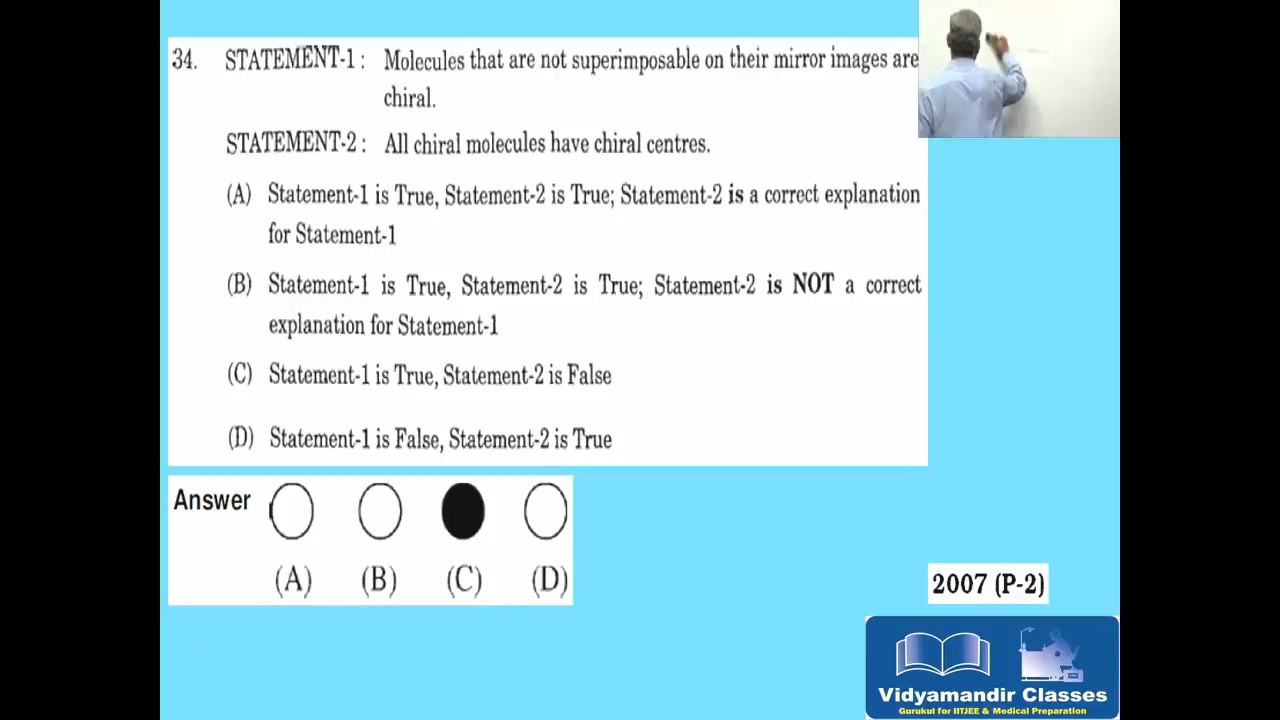 34. STATEMENT-1 : Molecules that are not superimposable on their mirror images are
chiral.
STATEMENT-2 : All chiral molecules have chiral centres.
(A) Statement-1 is True, Statement-2 is True; Statement-2 is a correct explanation
for Statement-1
(B) Statement-1 is True, Statement-2 is True; Statement-2 is NOT a correct
explanation for Statement-1
(C) Statement-1 is True, Statement-2 is False
(D) Statement-1 is False, Statement-2 is True
Answer
(A) (B) (C) (D)
2007 (P-2)
Vidyamandir Classes
Gurukul for IITJEE & Medical Preparation